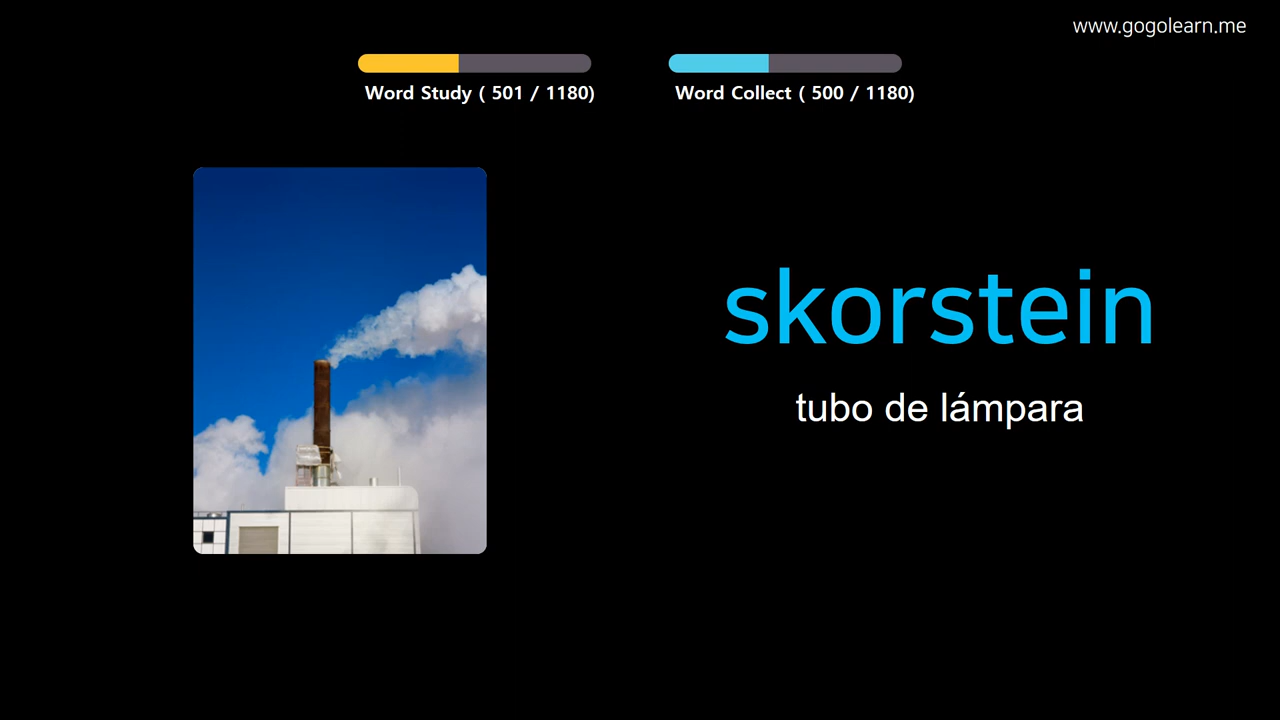 www.gogolearn.me
Word Study ( 501 / 1180)
Word Collect ( 500 / 1180)
skorstein
tubo de lámpara